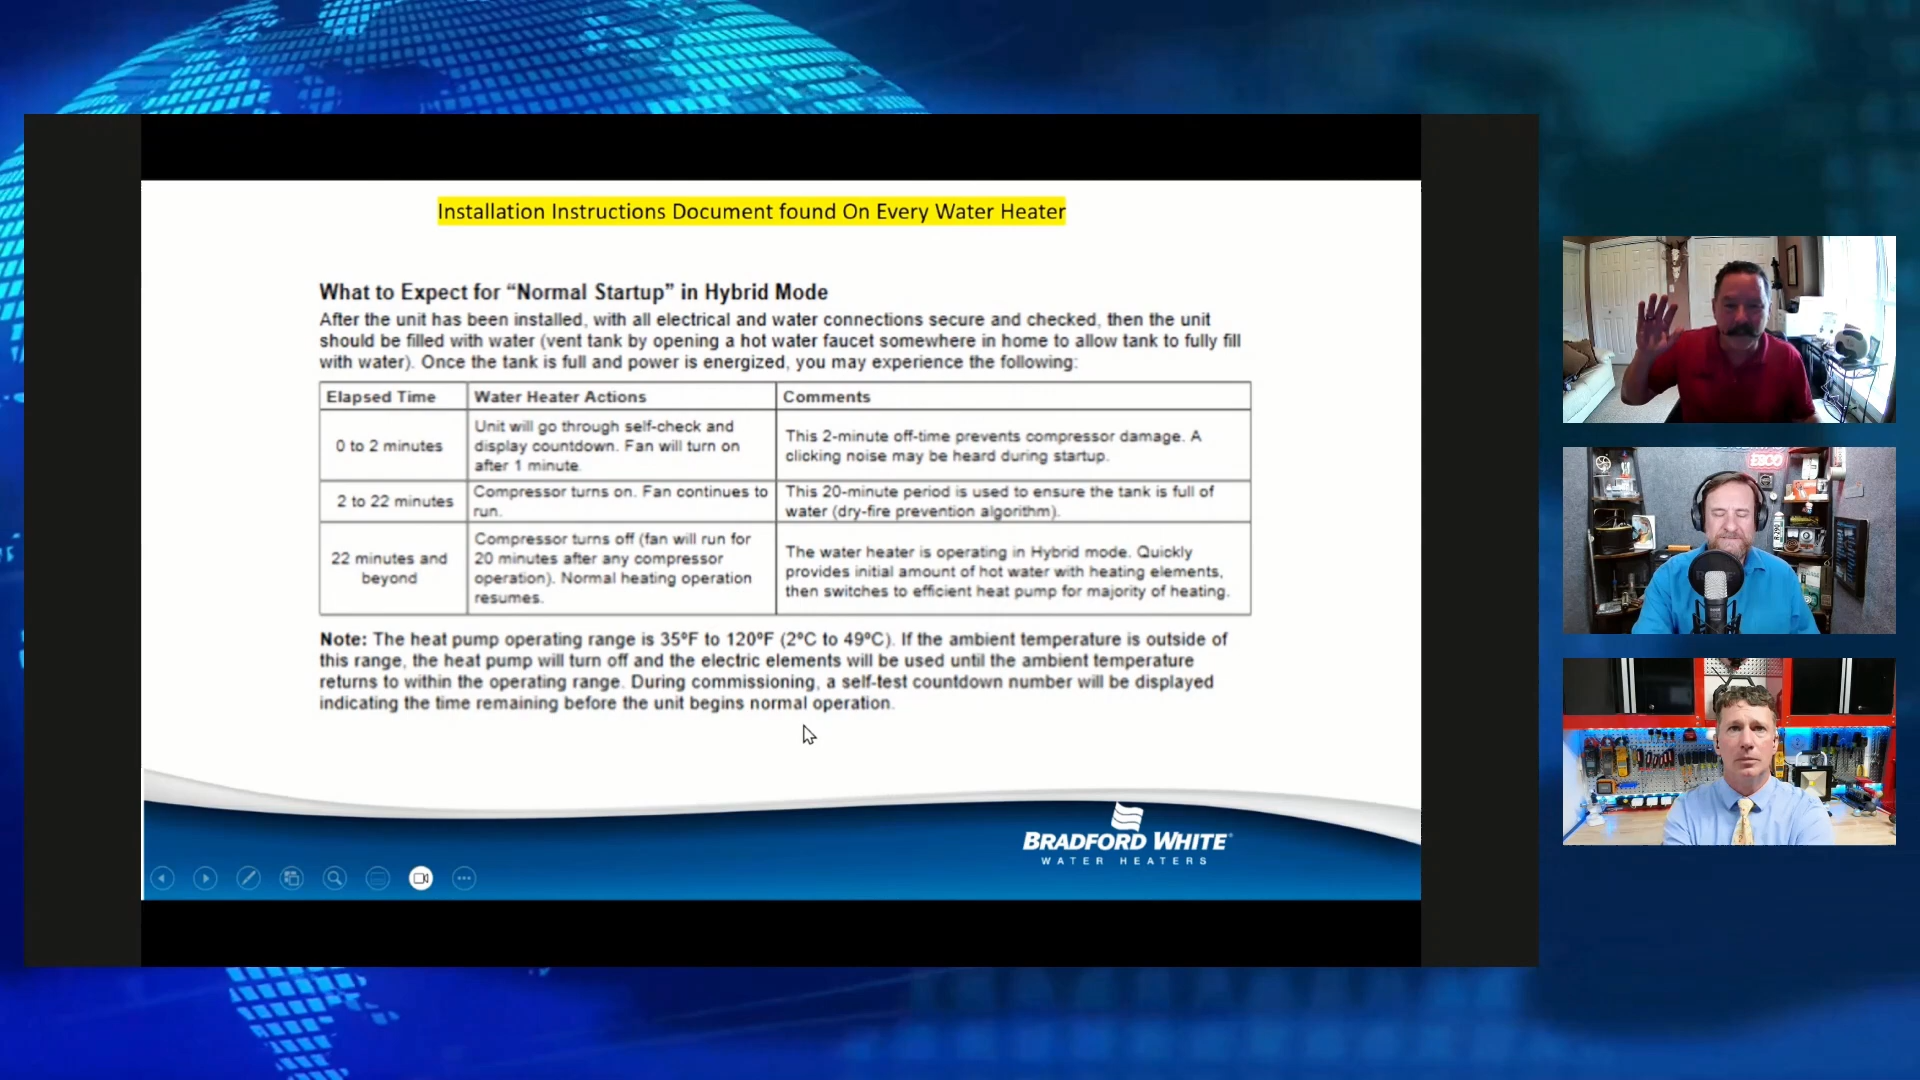 Installation Instructions Document found On Every Water Heater
What to Expect for “Normal Startup” in Hybrid Mode
After the unit has been installed, with all electrical and water connections secure and checked, then the unit
should be filled with water (vent tank by opening a hot water faucet somewhere in home to allow tank to fully fill
with water). Once the tank is full and power is energized, you may experience the following:
Elapsed Time
Water Heater Actions
Comments
0 to 2 minutes
Unit will go through self-check and
display countdown. Fan will turn on
after 1 minute.
This 2-minute off-time prevents compressor damage. A
clicking noise may be heard during startup.
2 to 22 minutes
Compressor turns on. Fan continues to
run.
This 20-minute period is used to ensure the tank is full of
water (dry-fire prevention algorithm).
22 minutes and
beyond
Compressor turns off (fan will run for
20 minutes after any compressor
operation). Normal heating operation
resumes.
The water heater is operating in Hybrid mode. Quickly
provides initial amount of hot water with heating elements,
then switches to efficient heat pump for majority of heating.
Note: The heat pump operating range is 35ºF to 120ºF (2ºC to 49ºC). If the ambient temperature is outside of
this range, the heat pump will turn off and the electric elements will be used until the ambient temperature
returns to within the operating range. During commissioning, a self-test countdown number will be displayed
indicating the time remaining before the unit begins normal operation.
BRADFORD WHITE
WATER HEATERS